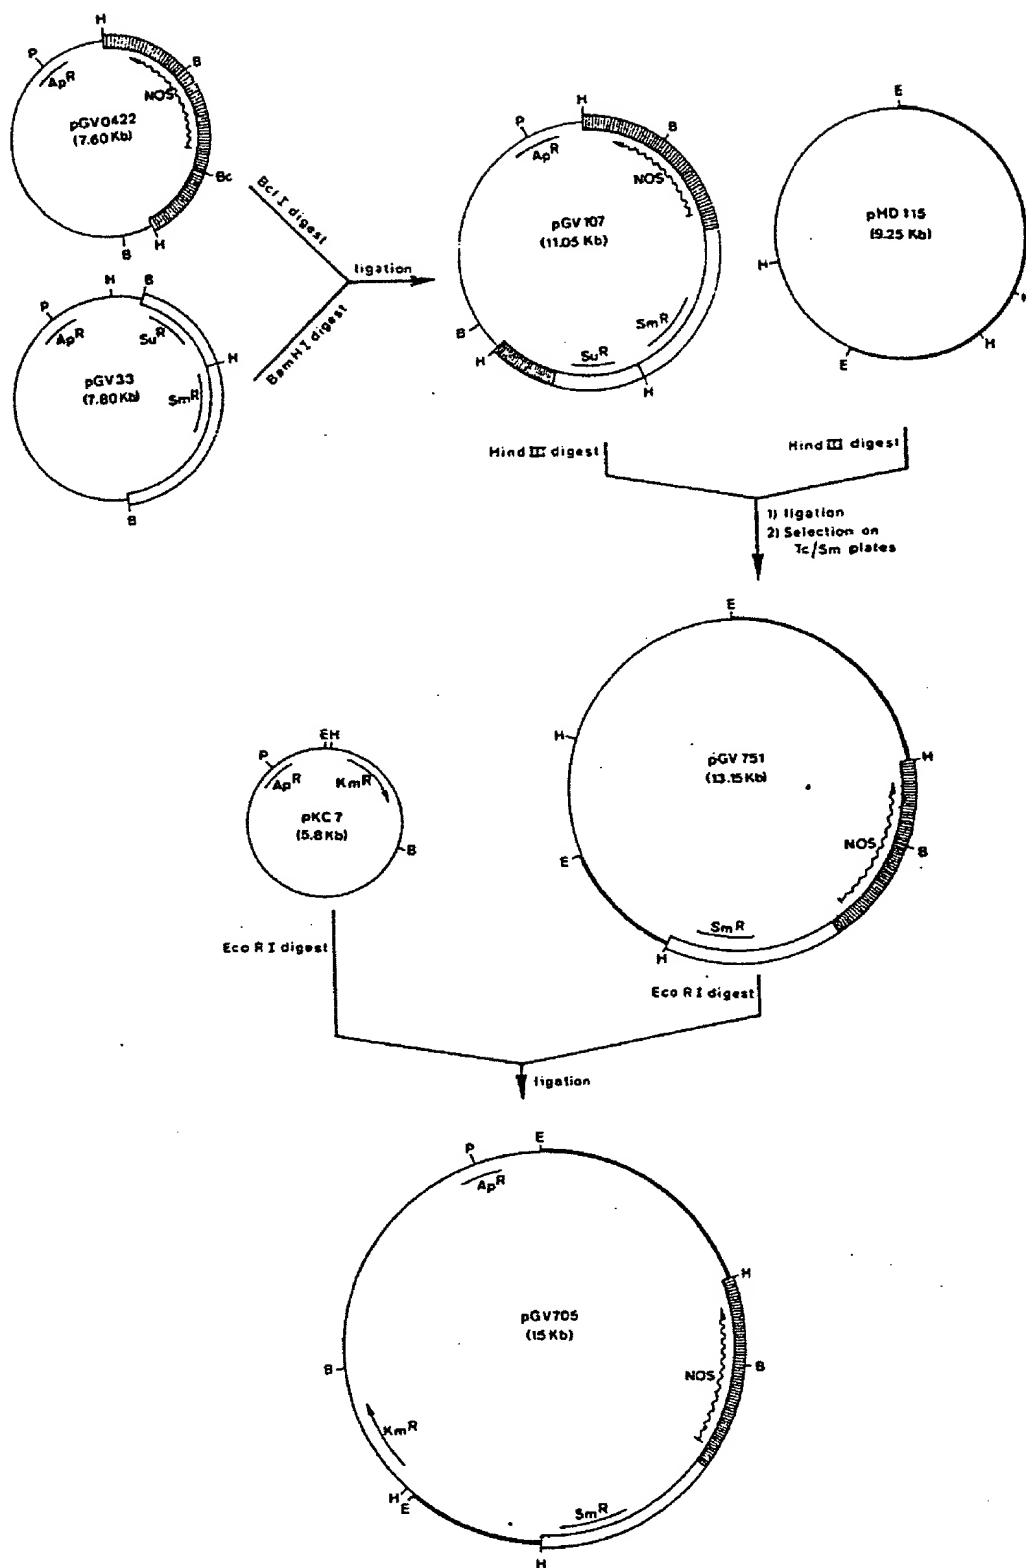 H
P
B
ApR
NOS
pGV0422
(7.60 Kb)
Bc
H
B
Bcl I digest
H
B
P
ApR
SuR
H
pGV33
(7.80 Kb)
SmR
B
BamHI digest
ligation
H
P
B
ApR
NOS
pGV107
(11.05 Kb)
SmR
B
H
SuR
H
E
pHD115
(9.25 Kb)
H
H
E
Hind III digest
Hind III digest
1) ligation
2) Selection on
Tc/Sm plates
E
H
H
pGV751
(13.15 Kb)
NOS
B
E
SmR
H
EH
P
ApR
KmR
pKC7
(5.8 Kb)
B
Eco RI digest
Eco RI digest
ligation
E
P
ApR
H
pGV705
(15 Kb)
B
B
NOS
KmR
H
E
SmR
H